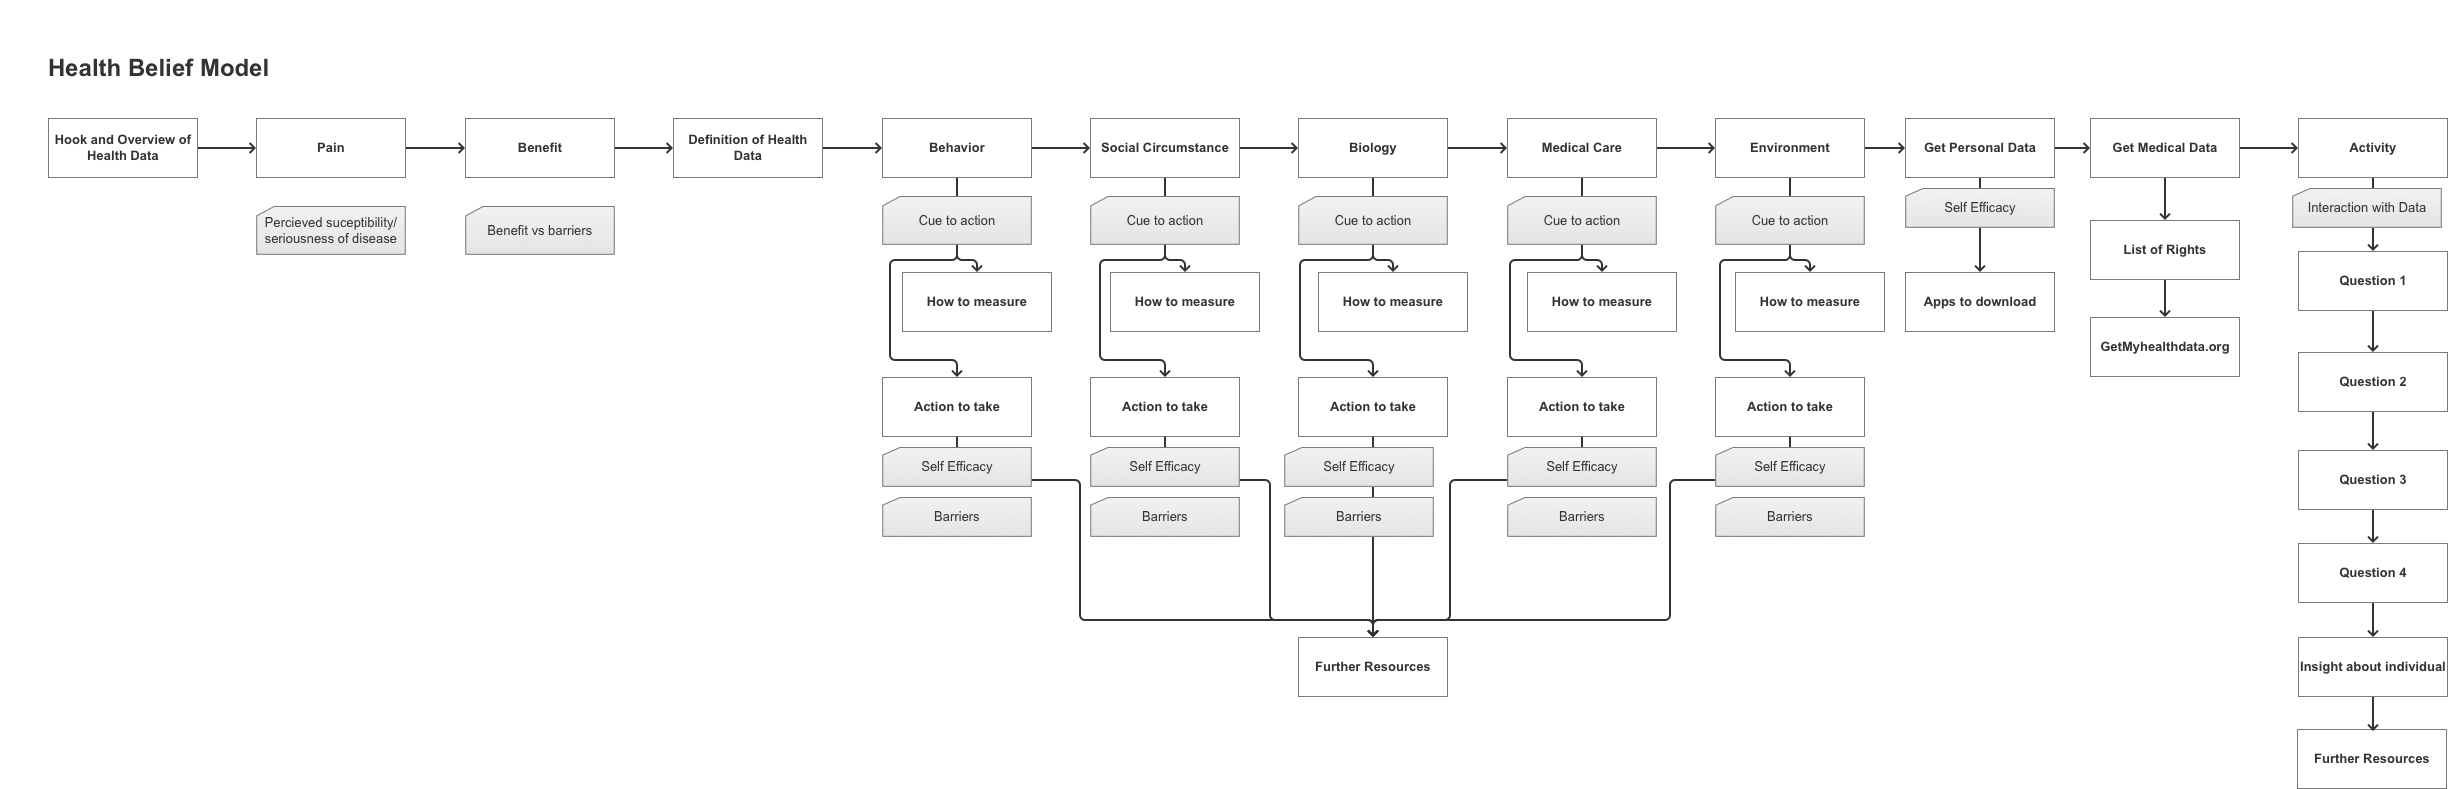 Health Belief Model
Hook and Overview of
Health Data
Pain
Benefit
Definition of Health
Data
Behavior
Social Circumstance
Biology
Medical Care
Environment
Get Personal Data
Get Medical Data
Activity
Percieved suceptibility/
seriousness of disease
Benefit vs barriers
Cue to action
Cue to action
Cue to action
Cue to action
Cue to action
Self Efficacy
Interaction with Data
List of Rights
How to measure
How to measure
How to measure
How to measure
How to measure
Apps to download
Question 1
GetMyhealthdata.org
Action to take
Action to take
Action to take
Action to take
Action to take
Question 2
Self Efficacy
Self Efficacy
Self Efficacy
Self Efficacy
Self Efficacy
Question 3
Barriers
Barriers
Barriers
Barriers
Barriers
Question 4
Further Resources
Insight about individual
Further Resources